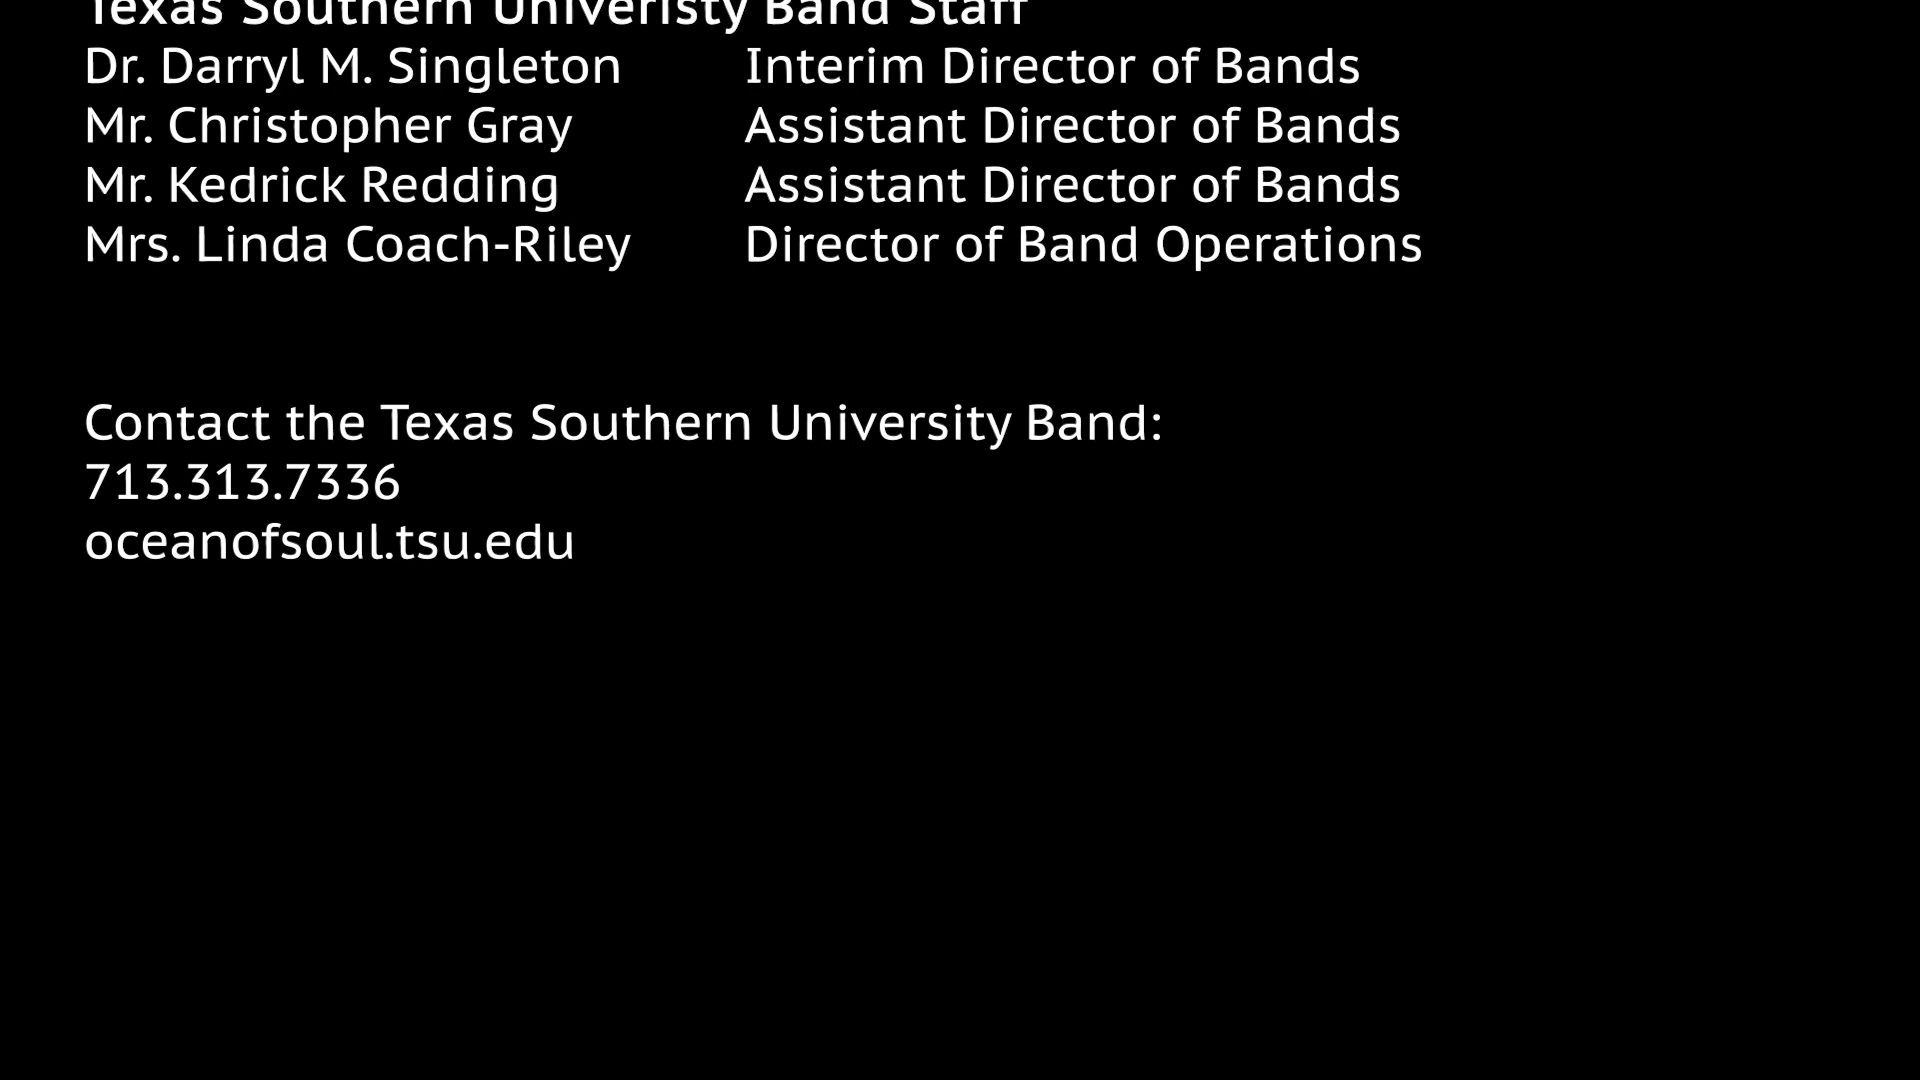 Texas Southern Univeristy Band Staff
Dr. Darryl M. Singleton Interim Director of Bands
Mr. Christopher Gray Assistant Director of Bands
Mr. Kedrick Redding Assistant Director of Bands
Mrs. Linda Coach-Riley Director of Band Operations
Contact the Texas Southern University Band:
713.313.7336
oceanofsoul.tsu.edu